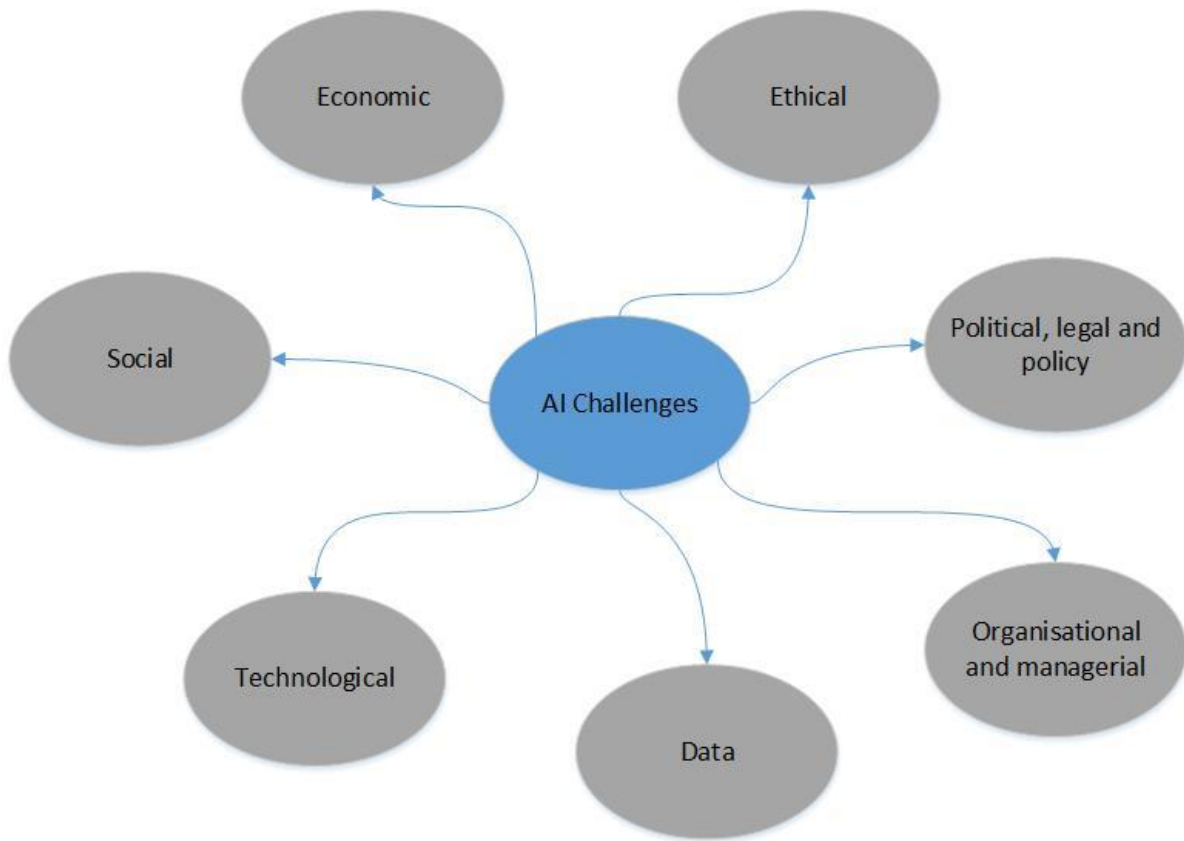 Economic
Ethical
Social
Political, legal and
policy
AI Challenges
Technological
Organisational
and managerial
Data